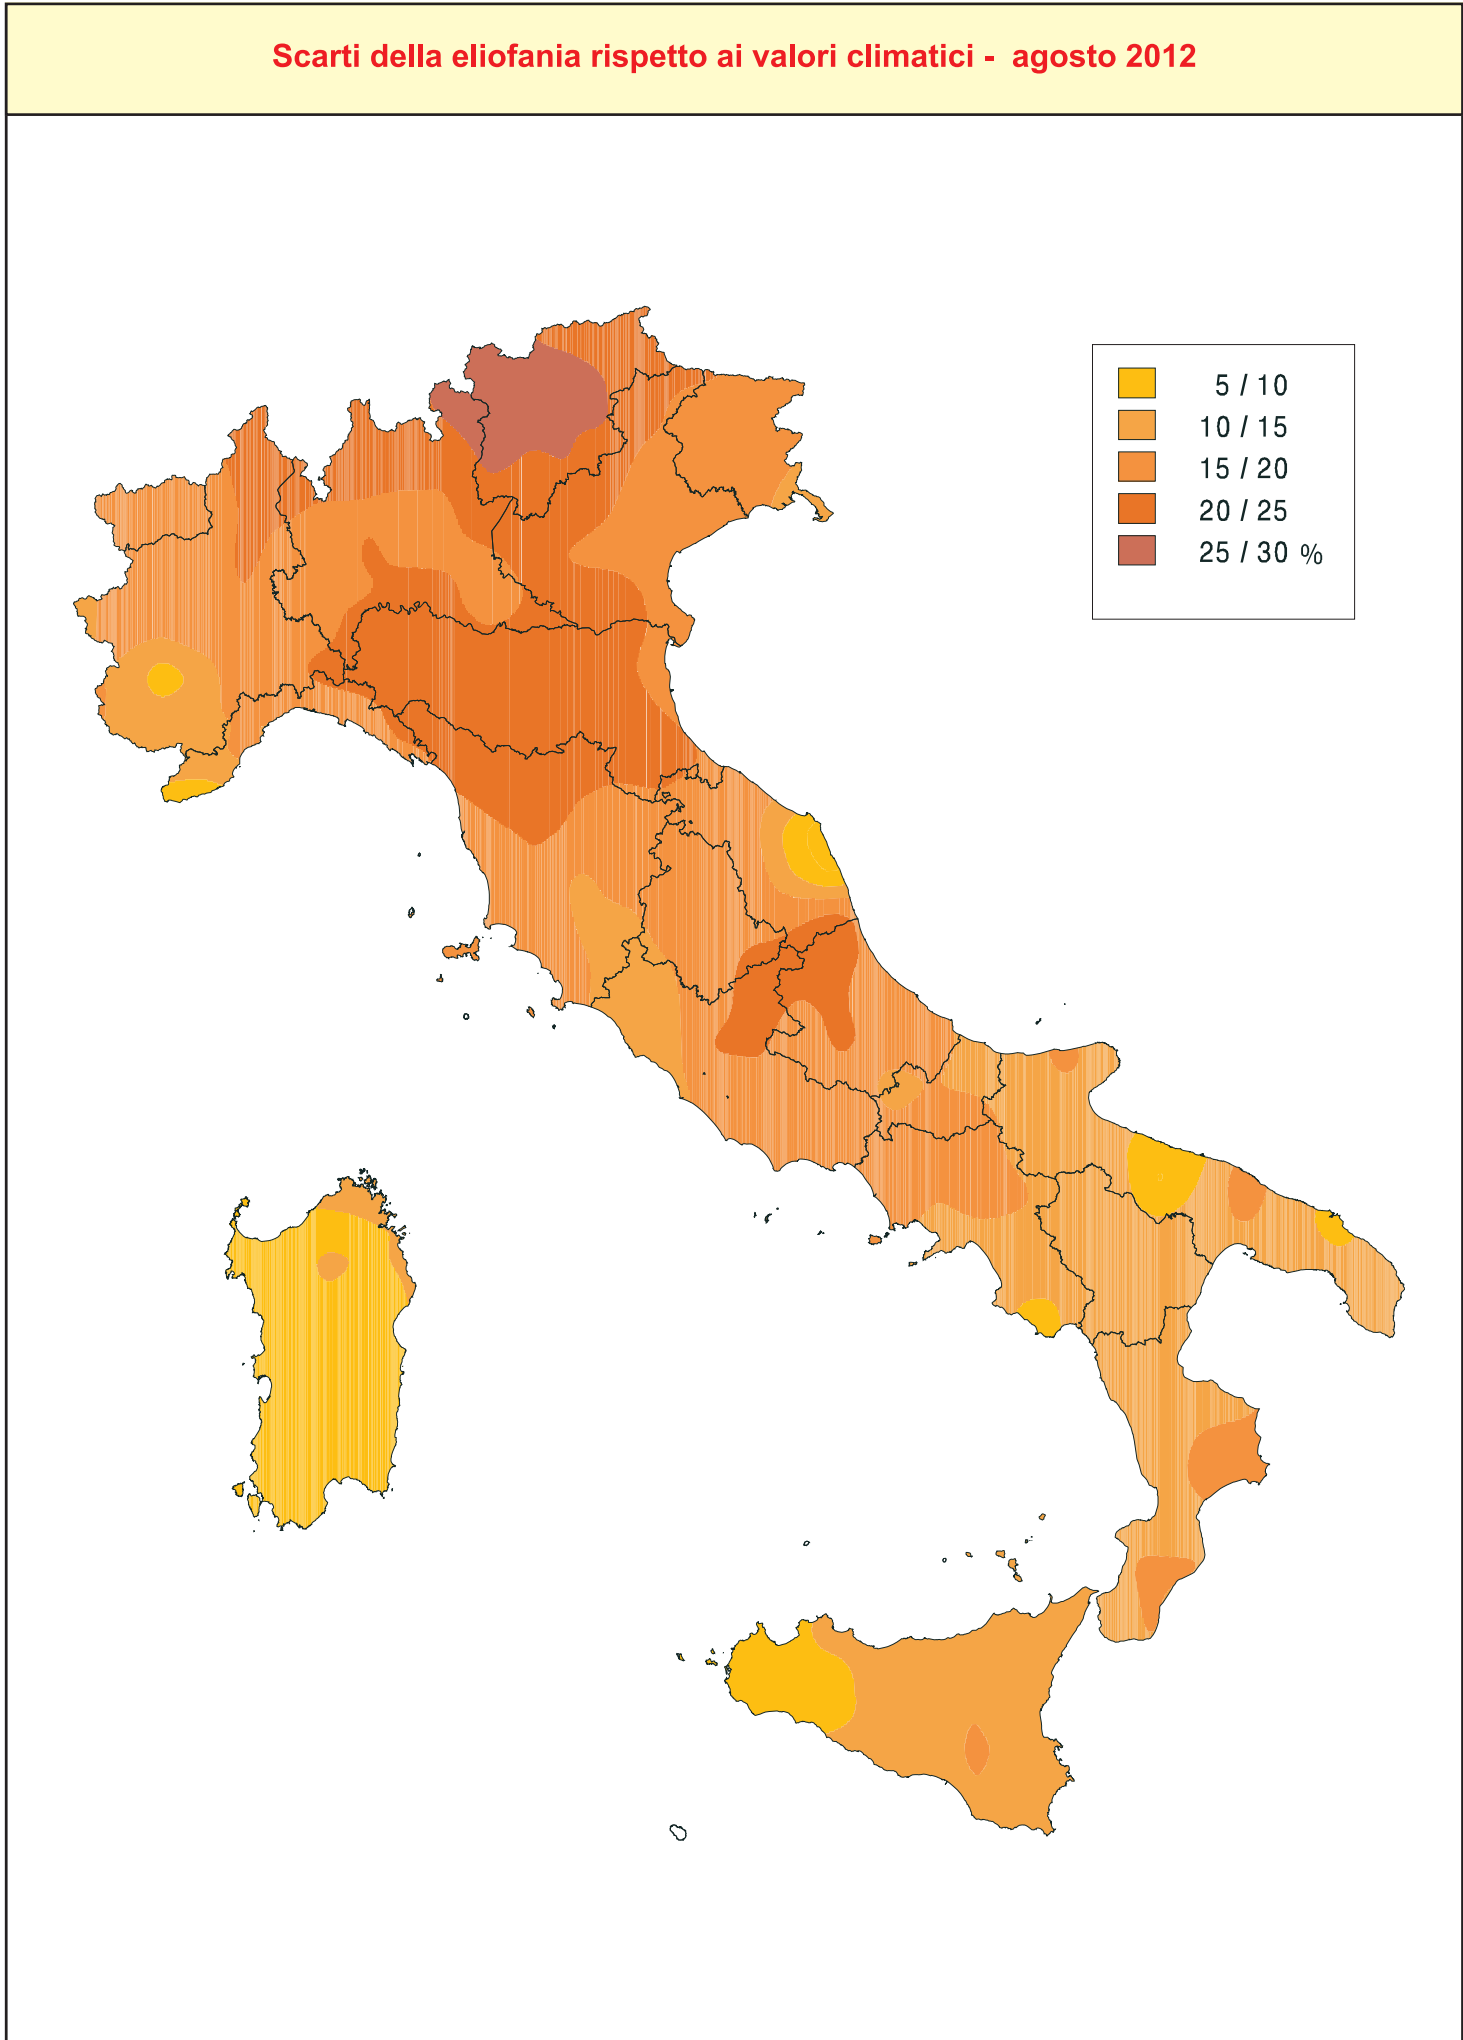 Scarti della eliofania rispetto ai valori climatici - agosto 2012
5 / 10
10 / 15
15 / 20
20 / 25
25 / 30 %